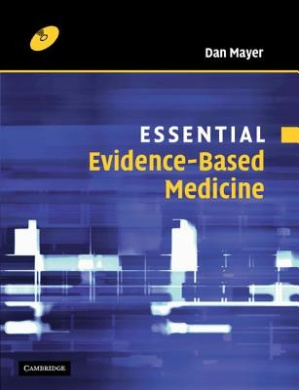 Dan Mayer
ESSENTIAL
Evidence-Based
Medicine
CAMBRIDGE